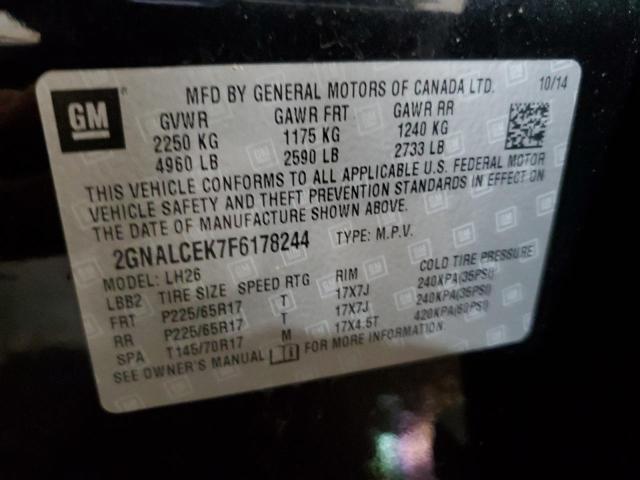 GM
MFD BY GENERAL MOTORS OF CANADA LTD. 10/14
GVWR GAWR FRT GAWR RR
2250 KG 1175 KG 1240 KG
4960 LB 2590 LB 2733 LB
THIS VEHICLE CONFORMS TO ALL APPLICABLE U.S. FEDERAL MOTOR
VEHICLE SAFETY AND THEFT PREVENTION STANDARDS IN EFFECT ON
THE DATE OF MANUFACTURE SHOWN ABOVE.
2GNALCEK7F6178244 TYPE: M.P.V.
MODEL: LH26
LBB2 TIRE SIZE SPEED RTG RIM COLD TIRE PRESSURE
FRT P225/65R17 T 17X7J 240KPA(35PSI)
RR P225/65R17 T 17X7J 240KPA(35PSI)
SPA T145/70R17 M 17X4.5T 420KPA(60PSI)
SEE OWNER'S MANUAL FOR MORE INFORMATION.